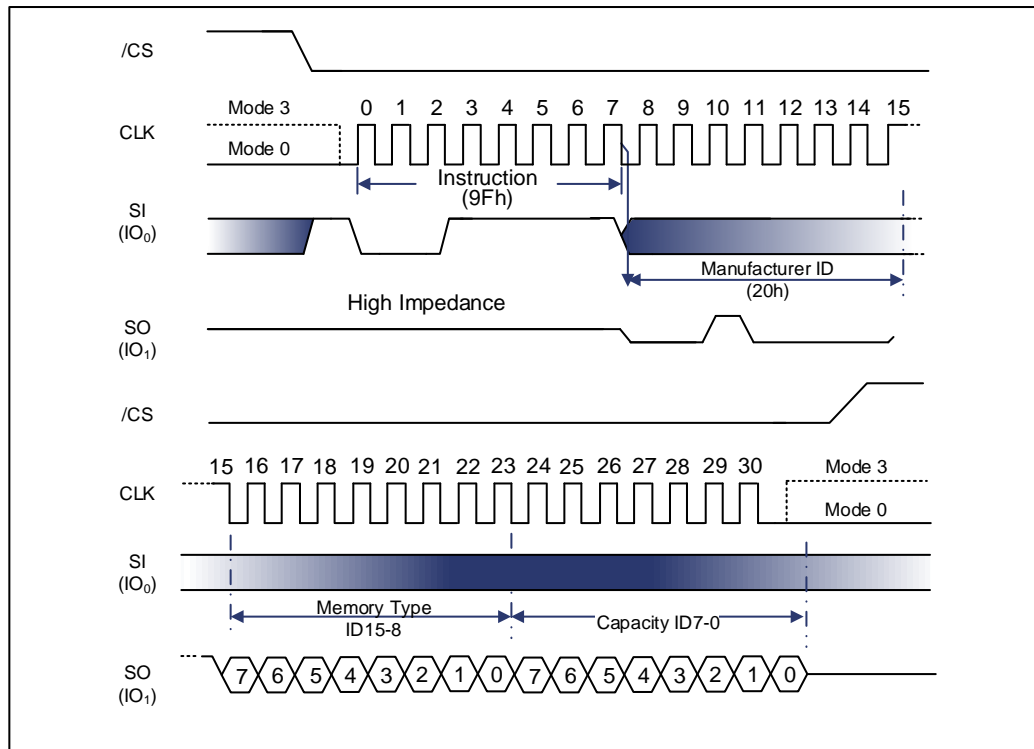 /CS
0 1 2 3 4 5 6 7 8 9 10 11 12 13 14 15
Mode 3
CLK
Mode 0
Instruction
(9Fh)
SI
(IO₀)
Manufacturer ID
(20h)
High Impedance
SO
(IO₁)
/CS
15 16 17 18 19 20 21 22 23 24 25 26 27 28 29 30
Mode 3
CLK
Mode 0
SI
(IO₀)
Memory Type
ID15-8
Capacity ID7-0
SO
(IO₁)
7 6 5 4 3 2 1 0 7 6 5 4 3 2 1 0